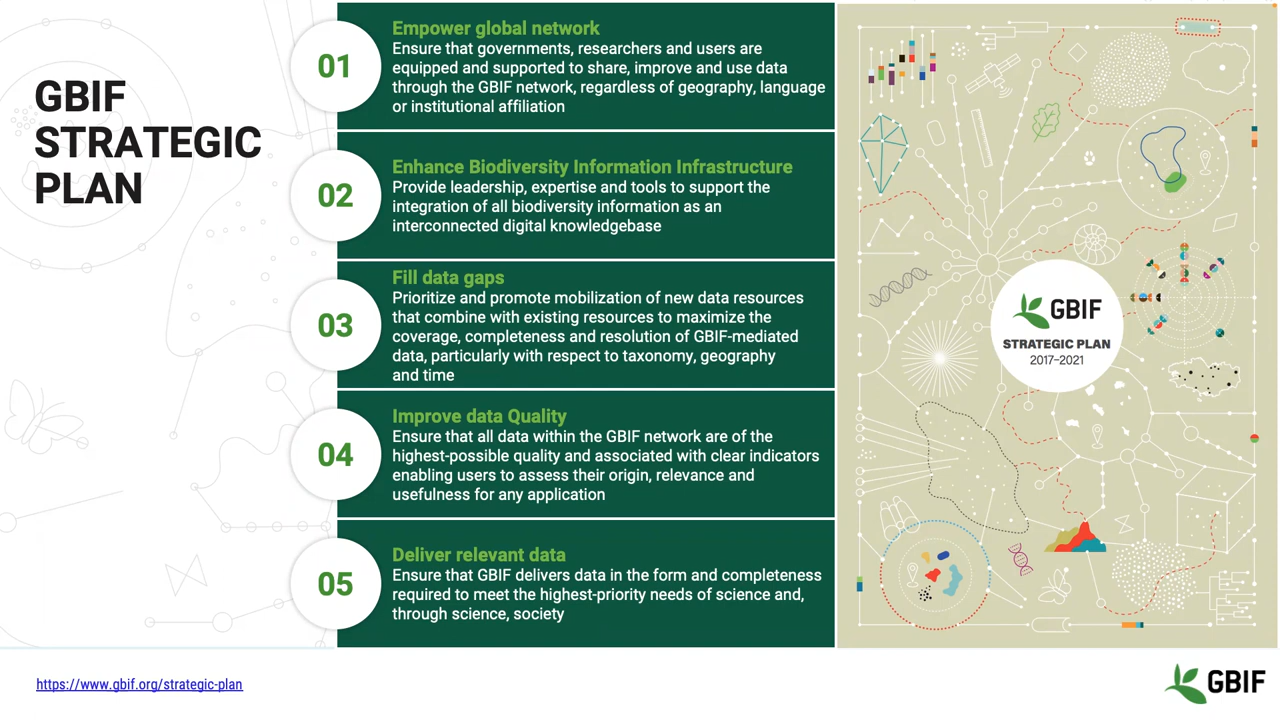 GBIF
STRATEGIC
PLAN
01
Empower global network
Ensure that governments, researchers and users are
equipped and supported to share, improve and use data
through the GBIF network, regardless of geography, language
or institutional affiliation
02
Enhance Biodiversity Information Infrastructure
Provide leadership, expertise and tools to support the
integration of all biodiversity information as an
interconnected digital knowledgebase
03
Fill data gaps
Prioritize and promote mobilization of new data resources
that combine with existing resources to maximize the
coverage, completeness and resolution of GBIF-mediated
data, particularly with respect to taxonomy, geography
and time
04
Improve data Quality
Ensure that all data within the GBIF network are of the
highest-possible quality and associated with clear indicators
enabling users to assess their origin, relevance and
usefulness for any application
05
Deliver relevant data
Ensure that GBIF delivers data in the form and completeness
required to meet the highest-priority needs of science and,
through science, society
GBIF
STRATEGIC PLAN
2017–2021
https://www.gbif.org/strategic-plan
GBIF